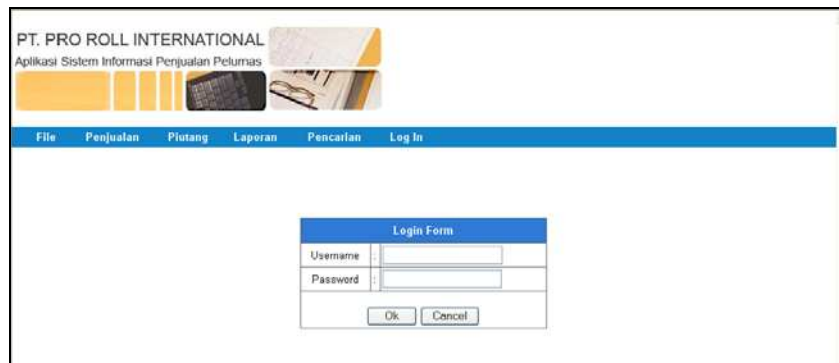 PT. PRO ROLL INTERNATIONAL
Aplikasi Sistem Informasi Penjualan Pelumas
File Penjualan Piutang Laporan Pencarian Log In
Login Form
Username :
Password :
Ok Cancel